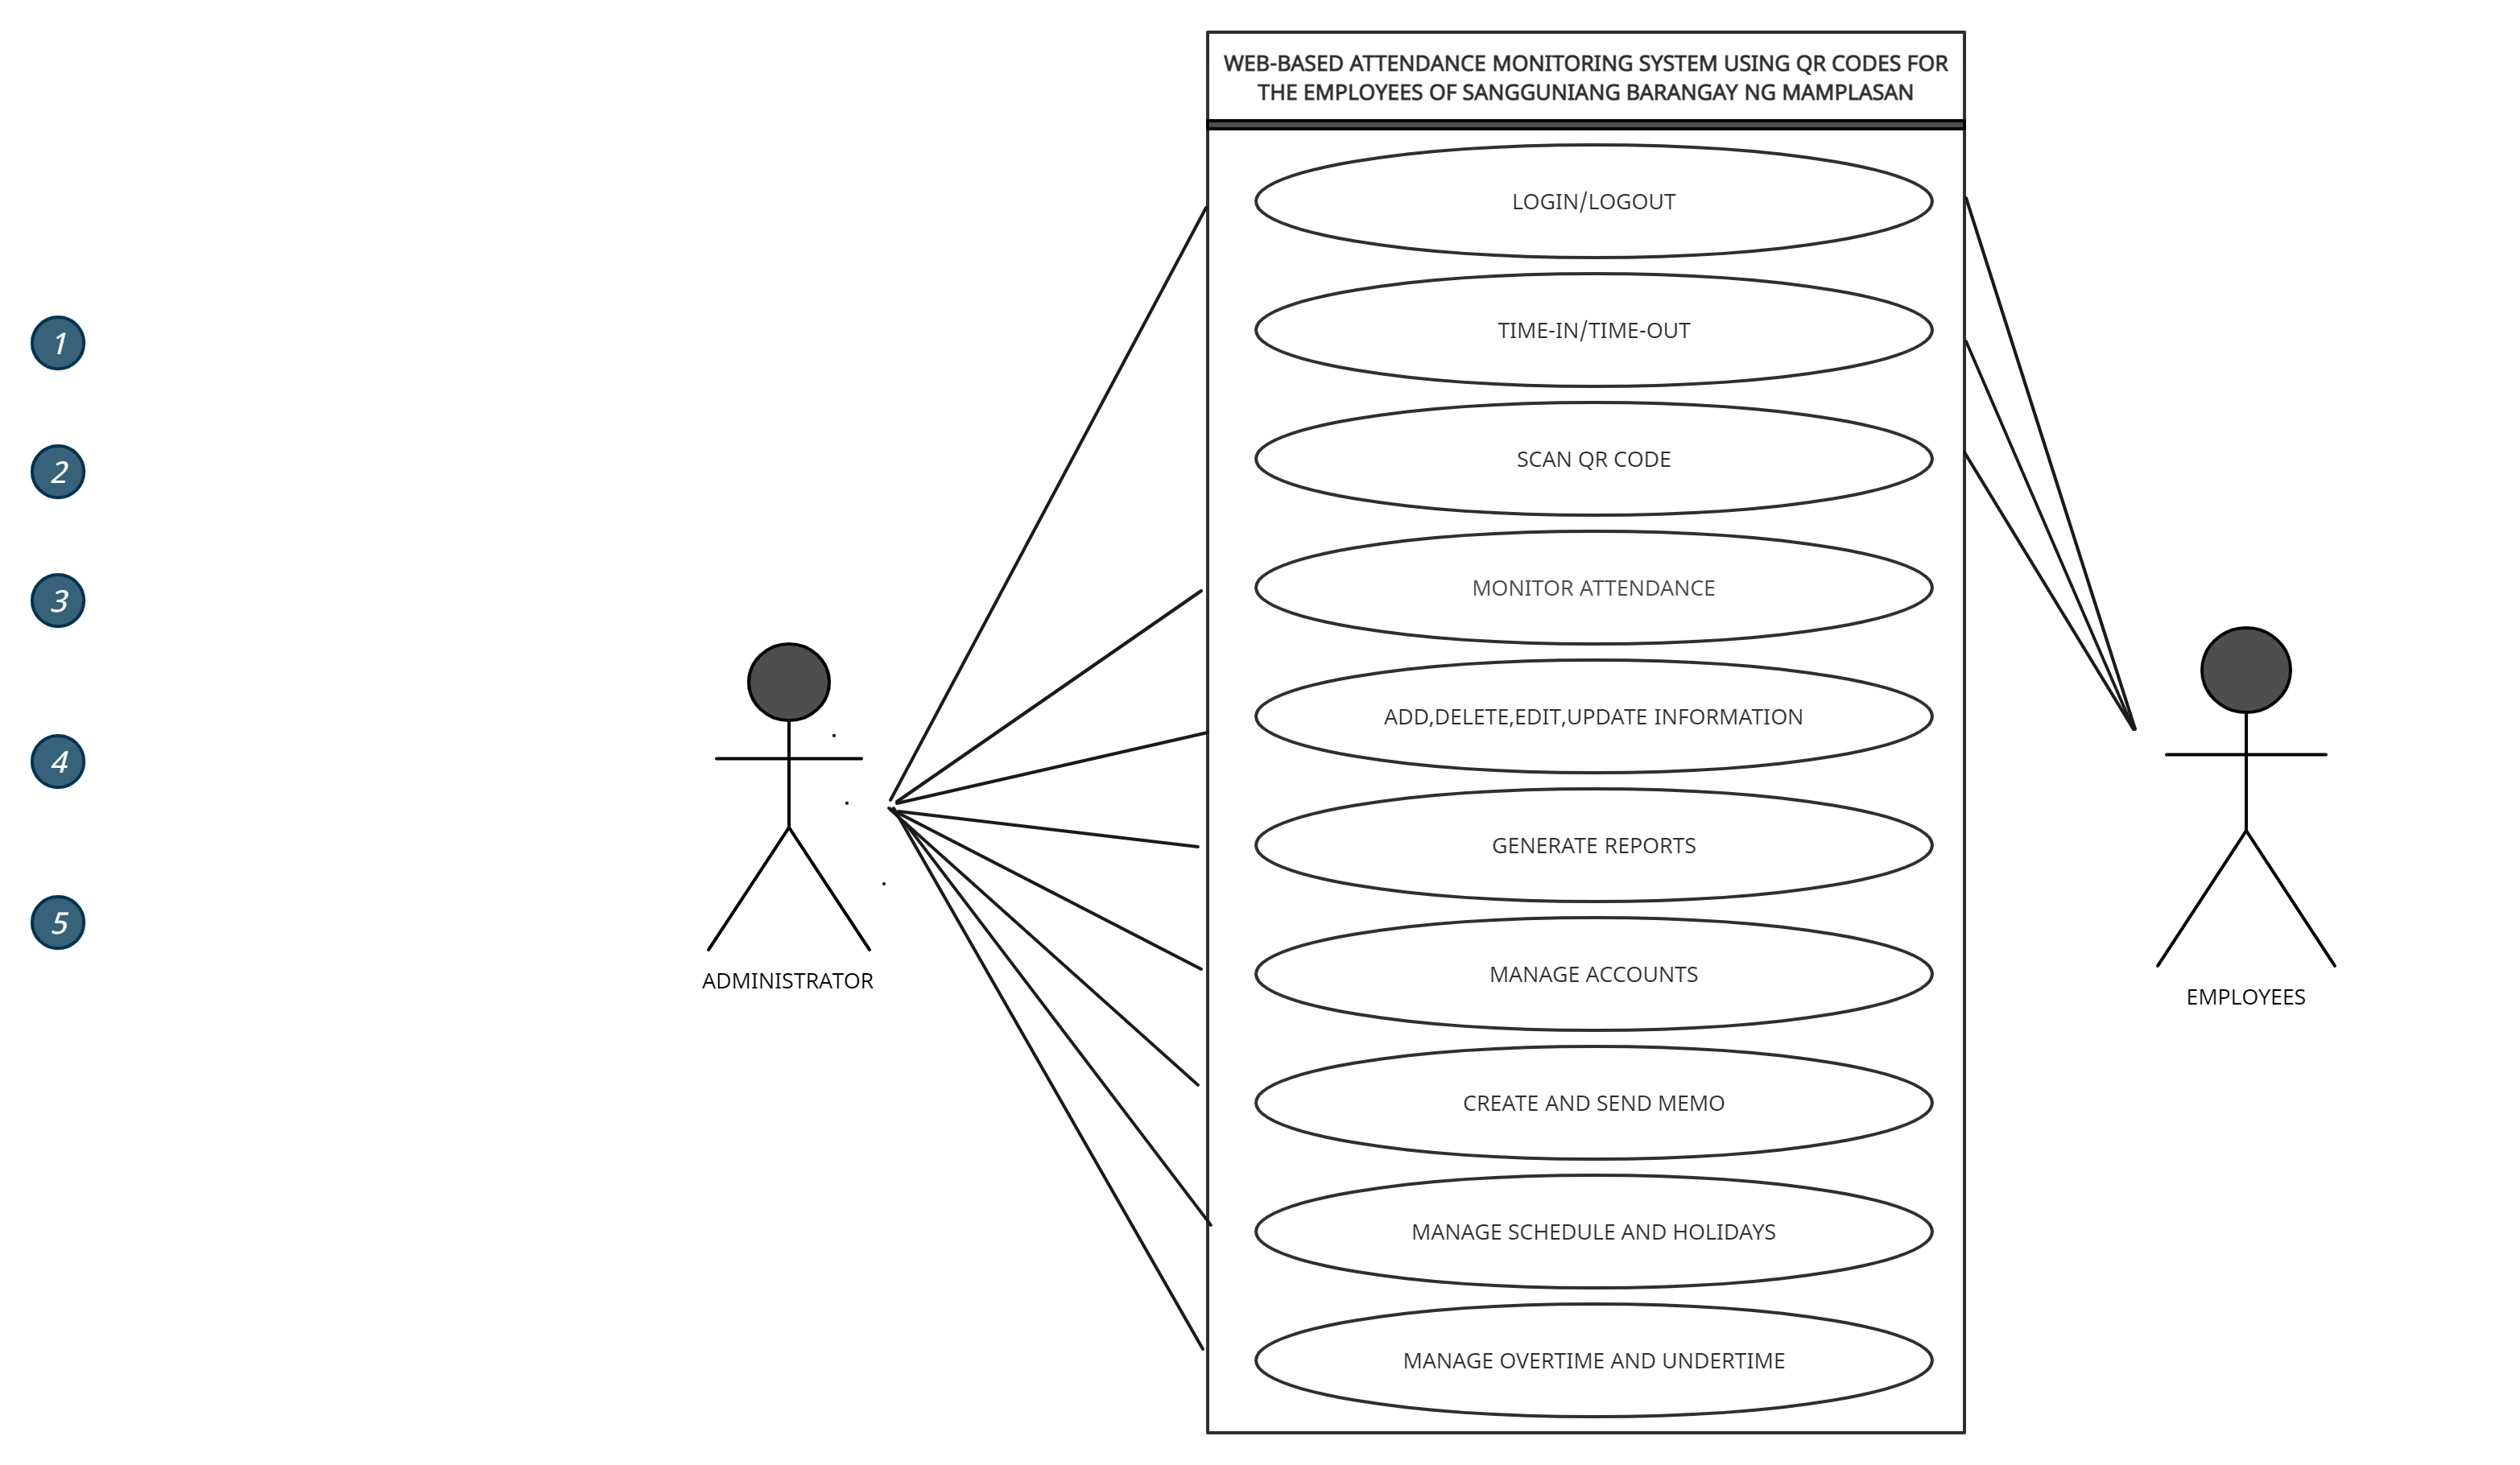 WEB-BASED ATTENDANCE MONITORING SYSTEM USING QR CODES FOR
THE EMPLOYEES OF SANGGUNIANG BARANGAY NG MAMPLASAN
LOGIN/LOGOUT
TIME-IN/TIME-OUT
1
SCAN QR CODE
2
MONITOR ATTENDANCE
3
ADD,DELETE,EDIT,UPDATE INFORMATION
4
GENERATE REPORTS
5
MANAGE ACCOUNTS
ADMINISTRATOR
EMPLOYEES
CREATE AND SEND MEMO
MANAGE SCHEDULE AND HOLIDAYS
MANAGE OVERTIME AND UNDERTIME